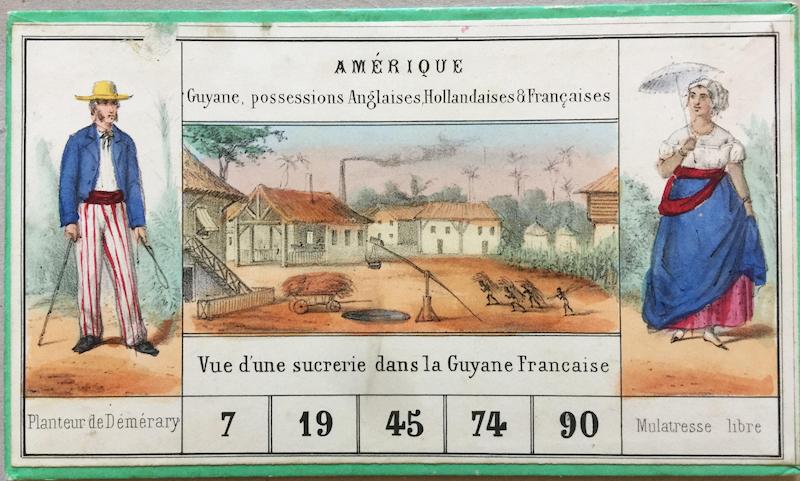 AMÉRIQUE
Guyane, possessions Anglaises, Hollandaises & Françaises
Vue d'une sucrerie dans la Guyane Francaise
Planteur de Démérary
7 19 45 74 90
Mulatresse libre